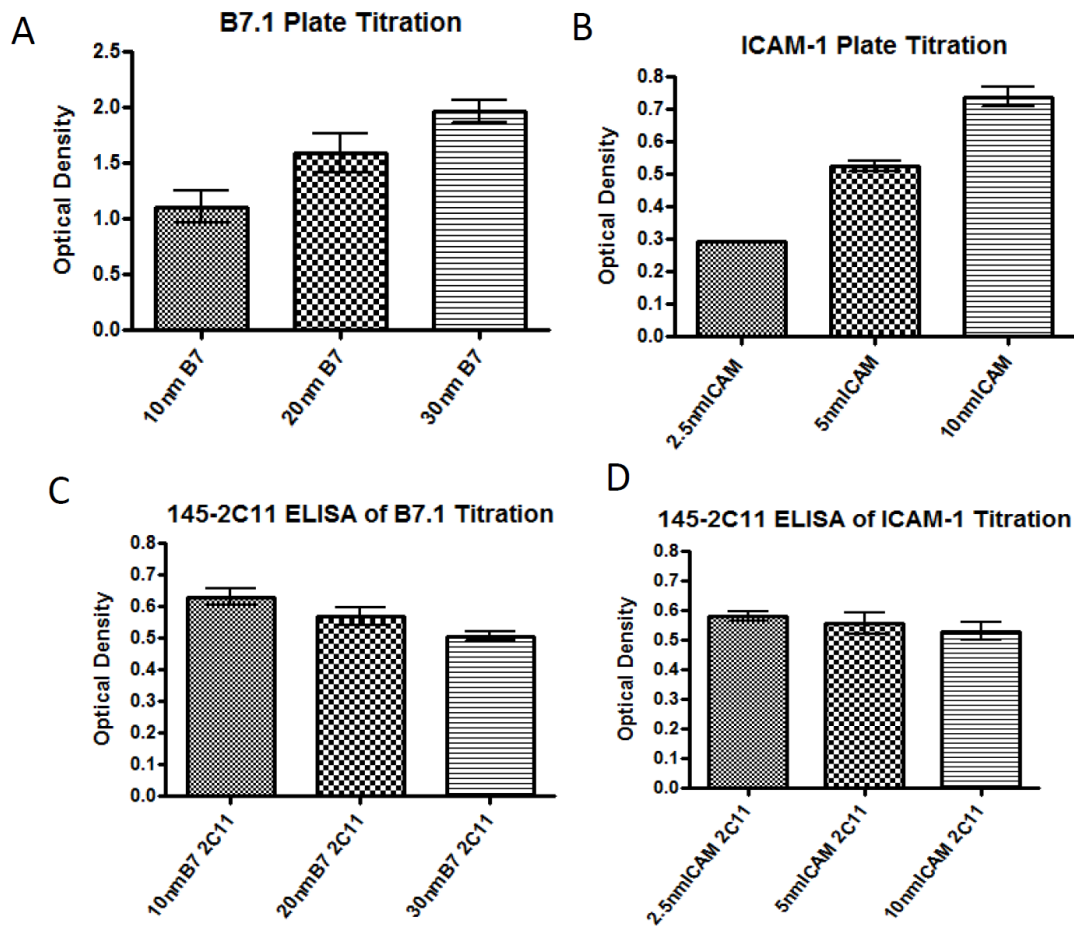 A
B7.1 Plate Titration
Optical Density
2.5
2.0
1.5
1.0
0.5
0.0
10nm B7
20nm B7
30nm B7
B
ICAM-1 Plate Titration
Optical Density
0.8
0.7
0.6
0.5
0.4
0.3
0.2
0.1
0.0
2.5nmICAM
5nmICAM
10nmICAM
C
145-2C11 ELISA of B7.1 Titration
Optical Density
0.8
0.7
0.6
0.5
0.4
0.3
0.2
0.1
0.0
10nmB7 2C11
20nmB7 2C11
30nmB7 2C11
D
145-2C11 ELISA of ICAM-1 Titration
Optical Density
0.8
0.7
0.6
0.5
0.4
0.3
0.2
0.1
0.0
2.5nmICAM 2C11
5nmICAM 2C11
10nmICAM 2C11